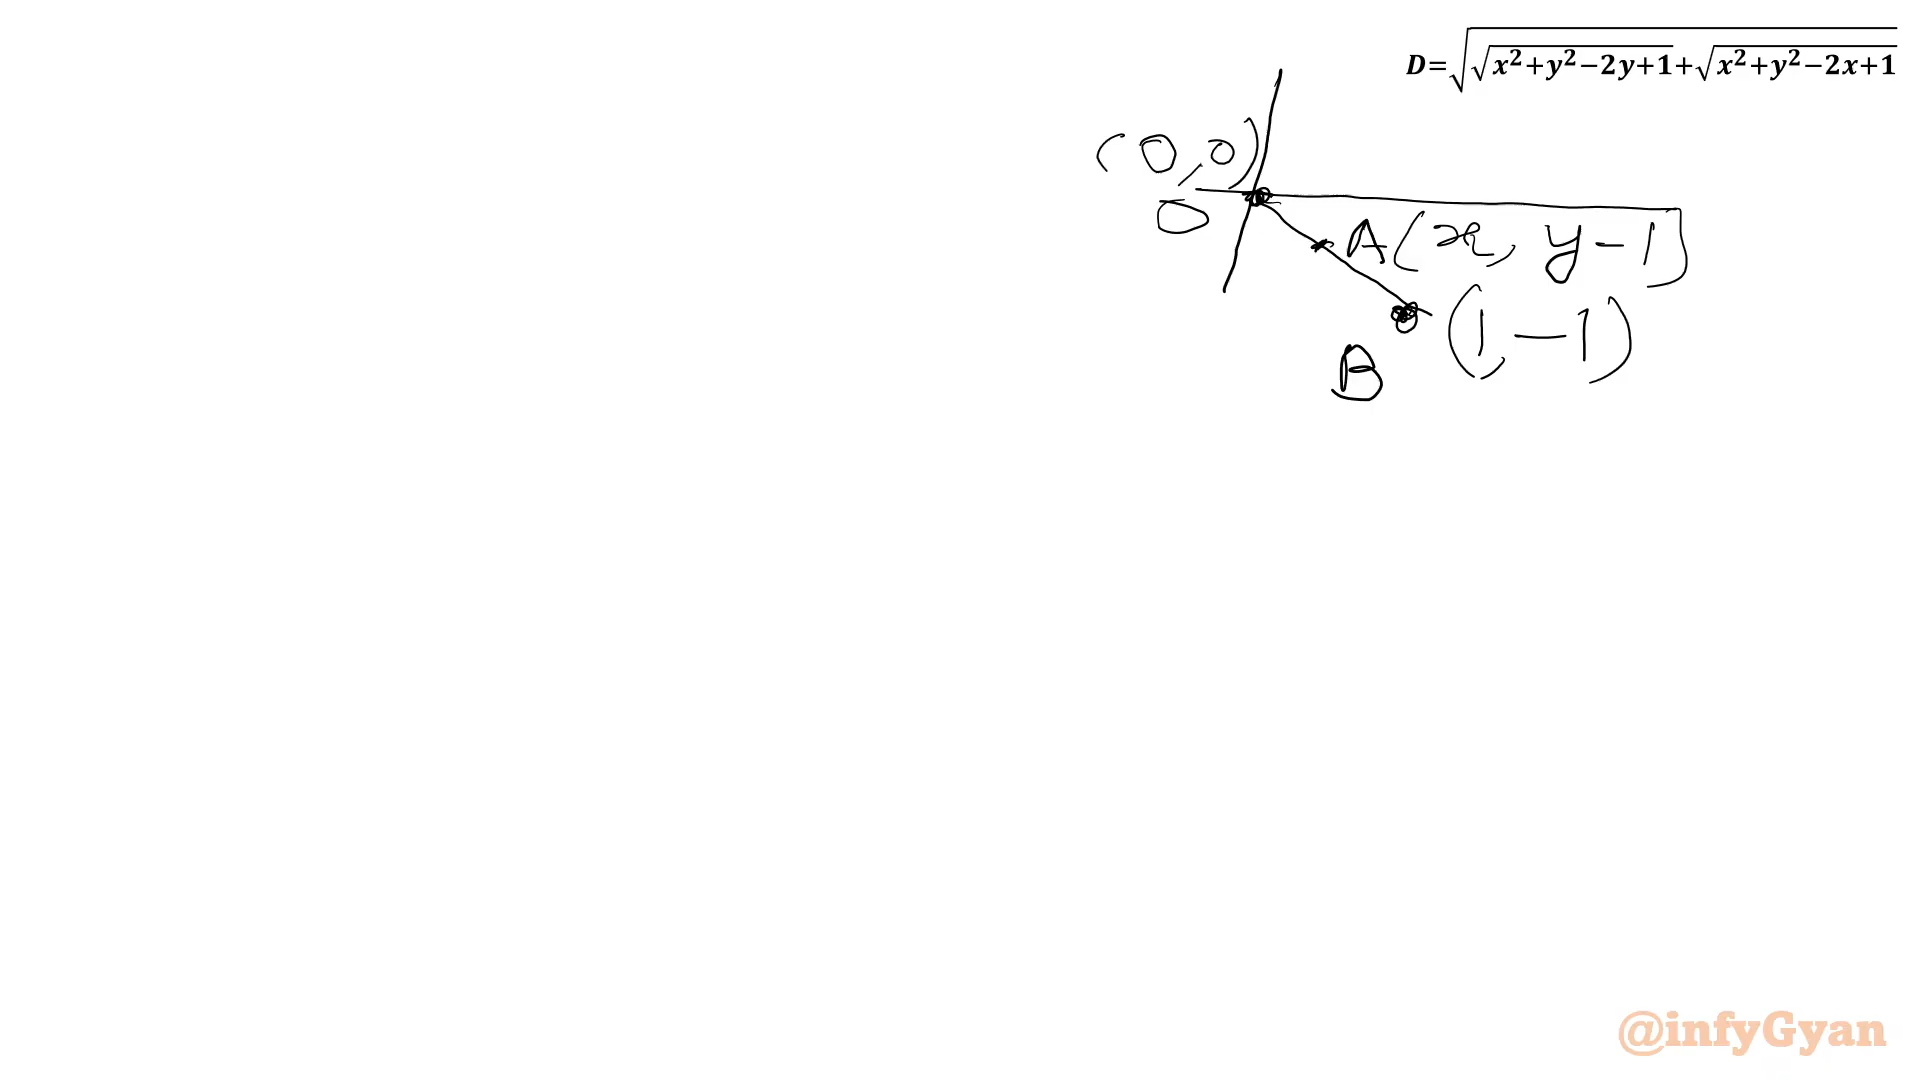 D=√(√(x²+y²−2y+1)+√(x²+y²−2x+1))
(0,0)
O
A(x, y−1)
(1,−1)
B
@infyGyan